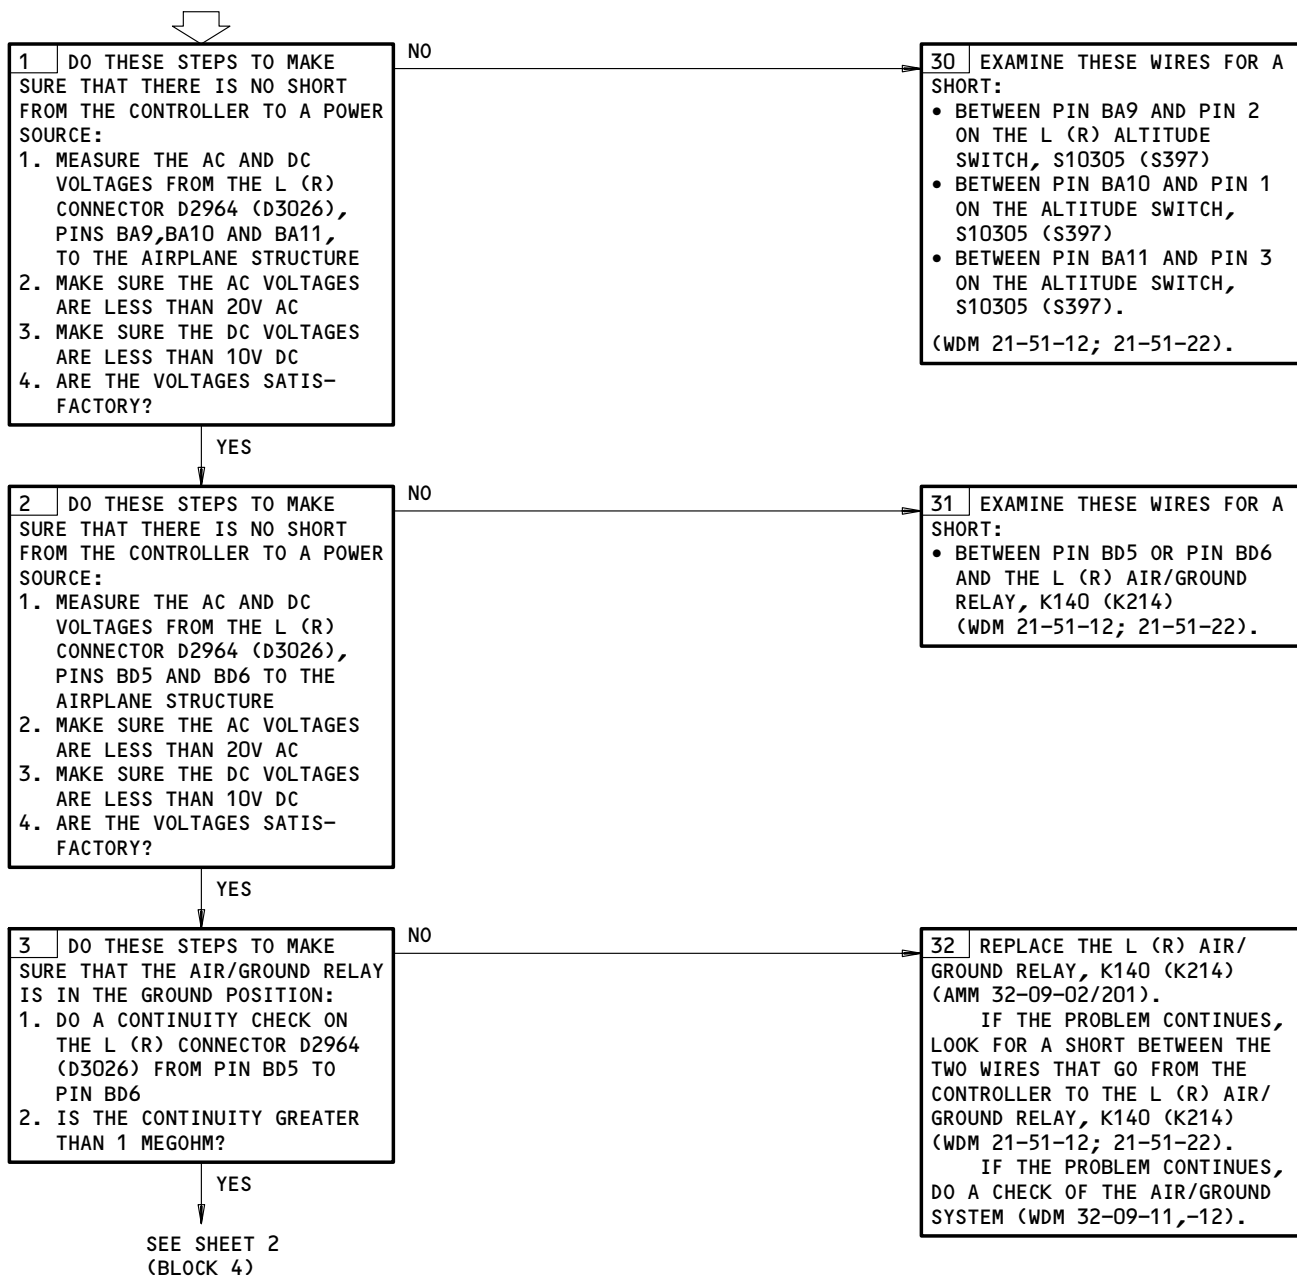 1 DO THESE STEPS TO MAKE
SURE THAT THERE IS NO SHORT
FROM THE CONTROLLER TO A POWER
SOURCE:
1. MEASURE THE AC AND DC
VOLTAGES FROM THE L (R)
CONNECTOR D2964 (D3026),
PINS BA9,BA10 AND BA11,
TO THE AIRPLANE STRUCTURE
2. MAKE SURE THE AC VOLTAGES
ARE LESS THAN 20V AC
3. MAKE SURE THE DC VOLTAGES
ARE LESS THAN 10V DC
4. ARE THE VOLTAGES SATIS-
FACTORY?
NO
30 EXAMINE THESE WIRES FOR A
SHORT:
• BETWEEN PIN BA9 AND PIN 2
ON THE L (R) ALTITUDE
SWITCH, S10305 (S397)
• BETWEEN PIN BA10 AND PIN 1
ON THE ALTITUDE SWITCH,
S10305 (S397)
• BETWEEN PIN BA11 AND PIN 3
ON THE ALTITUDE SWITCH,
S10305 (S397).
(WDM 21-51-12; 21-51-22).
YES
2 DO THESE STEPS TO MAKE
SURE THAT THERE IS NO SHORT
FROM THE CONTROLLER TO A POWER
SOURCE:
1. MEASURE THE AC AND DC
VOLTAGES FROM THE L (R)
CONNECTOR D2964 (D3026),
PINS BD5 AND BD6 TO THE
AIRPLANE STRUCTURE
2. MAKE SURE THE AC VOLTAGES
ARE LESS THAN 20V AC
3. MAKE SURE THE DC VOLTAGES
ARE LESS THAN 10V DC
4. ARE THE VOLTAGES SATIS-
FACTORY?
NO
31 EXAMINE THESE WIRES FOR A
SHORT:
• BETWEEN PIN BD5 OR PIN BD6
AND THE L (R) AIR/GROUND
RELAY, K140 (K214)
(WDM 21-51-12; 21-51-22).
YES
3 DO THESE STEPS TO MAKE
SURE THAT THE AIR/GROUND RELAY
IS IN THE GROUND POSITION:
1. DO A CONTINUITY CHECK ON
THE L (R) CONNECTOR D2964
(D3026) FROM PIN BD5 TO
PIN BD6
2. IS THE CONTINUITY GREATER
THAN 1 MEGOHM?
NO
32 REPLACE THE L (R) AIR/
GROUND RELAY, K140 (K214)
(AMM 32-09-02/201).
IF THE PROBLEM CONTINUES,
LOOK FOR A SHORT BETWEEN THE
TWO WIRES THAT GO FROM THE
CONTROLLER TO THE L (R) AIR/
GROUND RELAY, K140 (K214)
(WDM 21-51-12; 21-51-22).
IF THE PROBLEM CONTINUES,
DO A CHECK OF THE AIR/GROUND
SYSTEM (WDM 32-09-11,-12).
YES
SEE SHEET 2
(BLOCK 4)